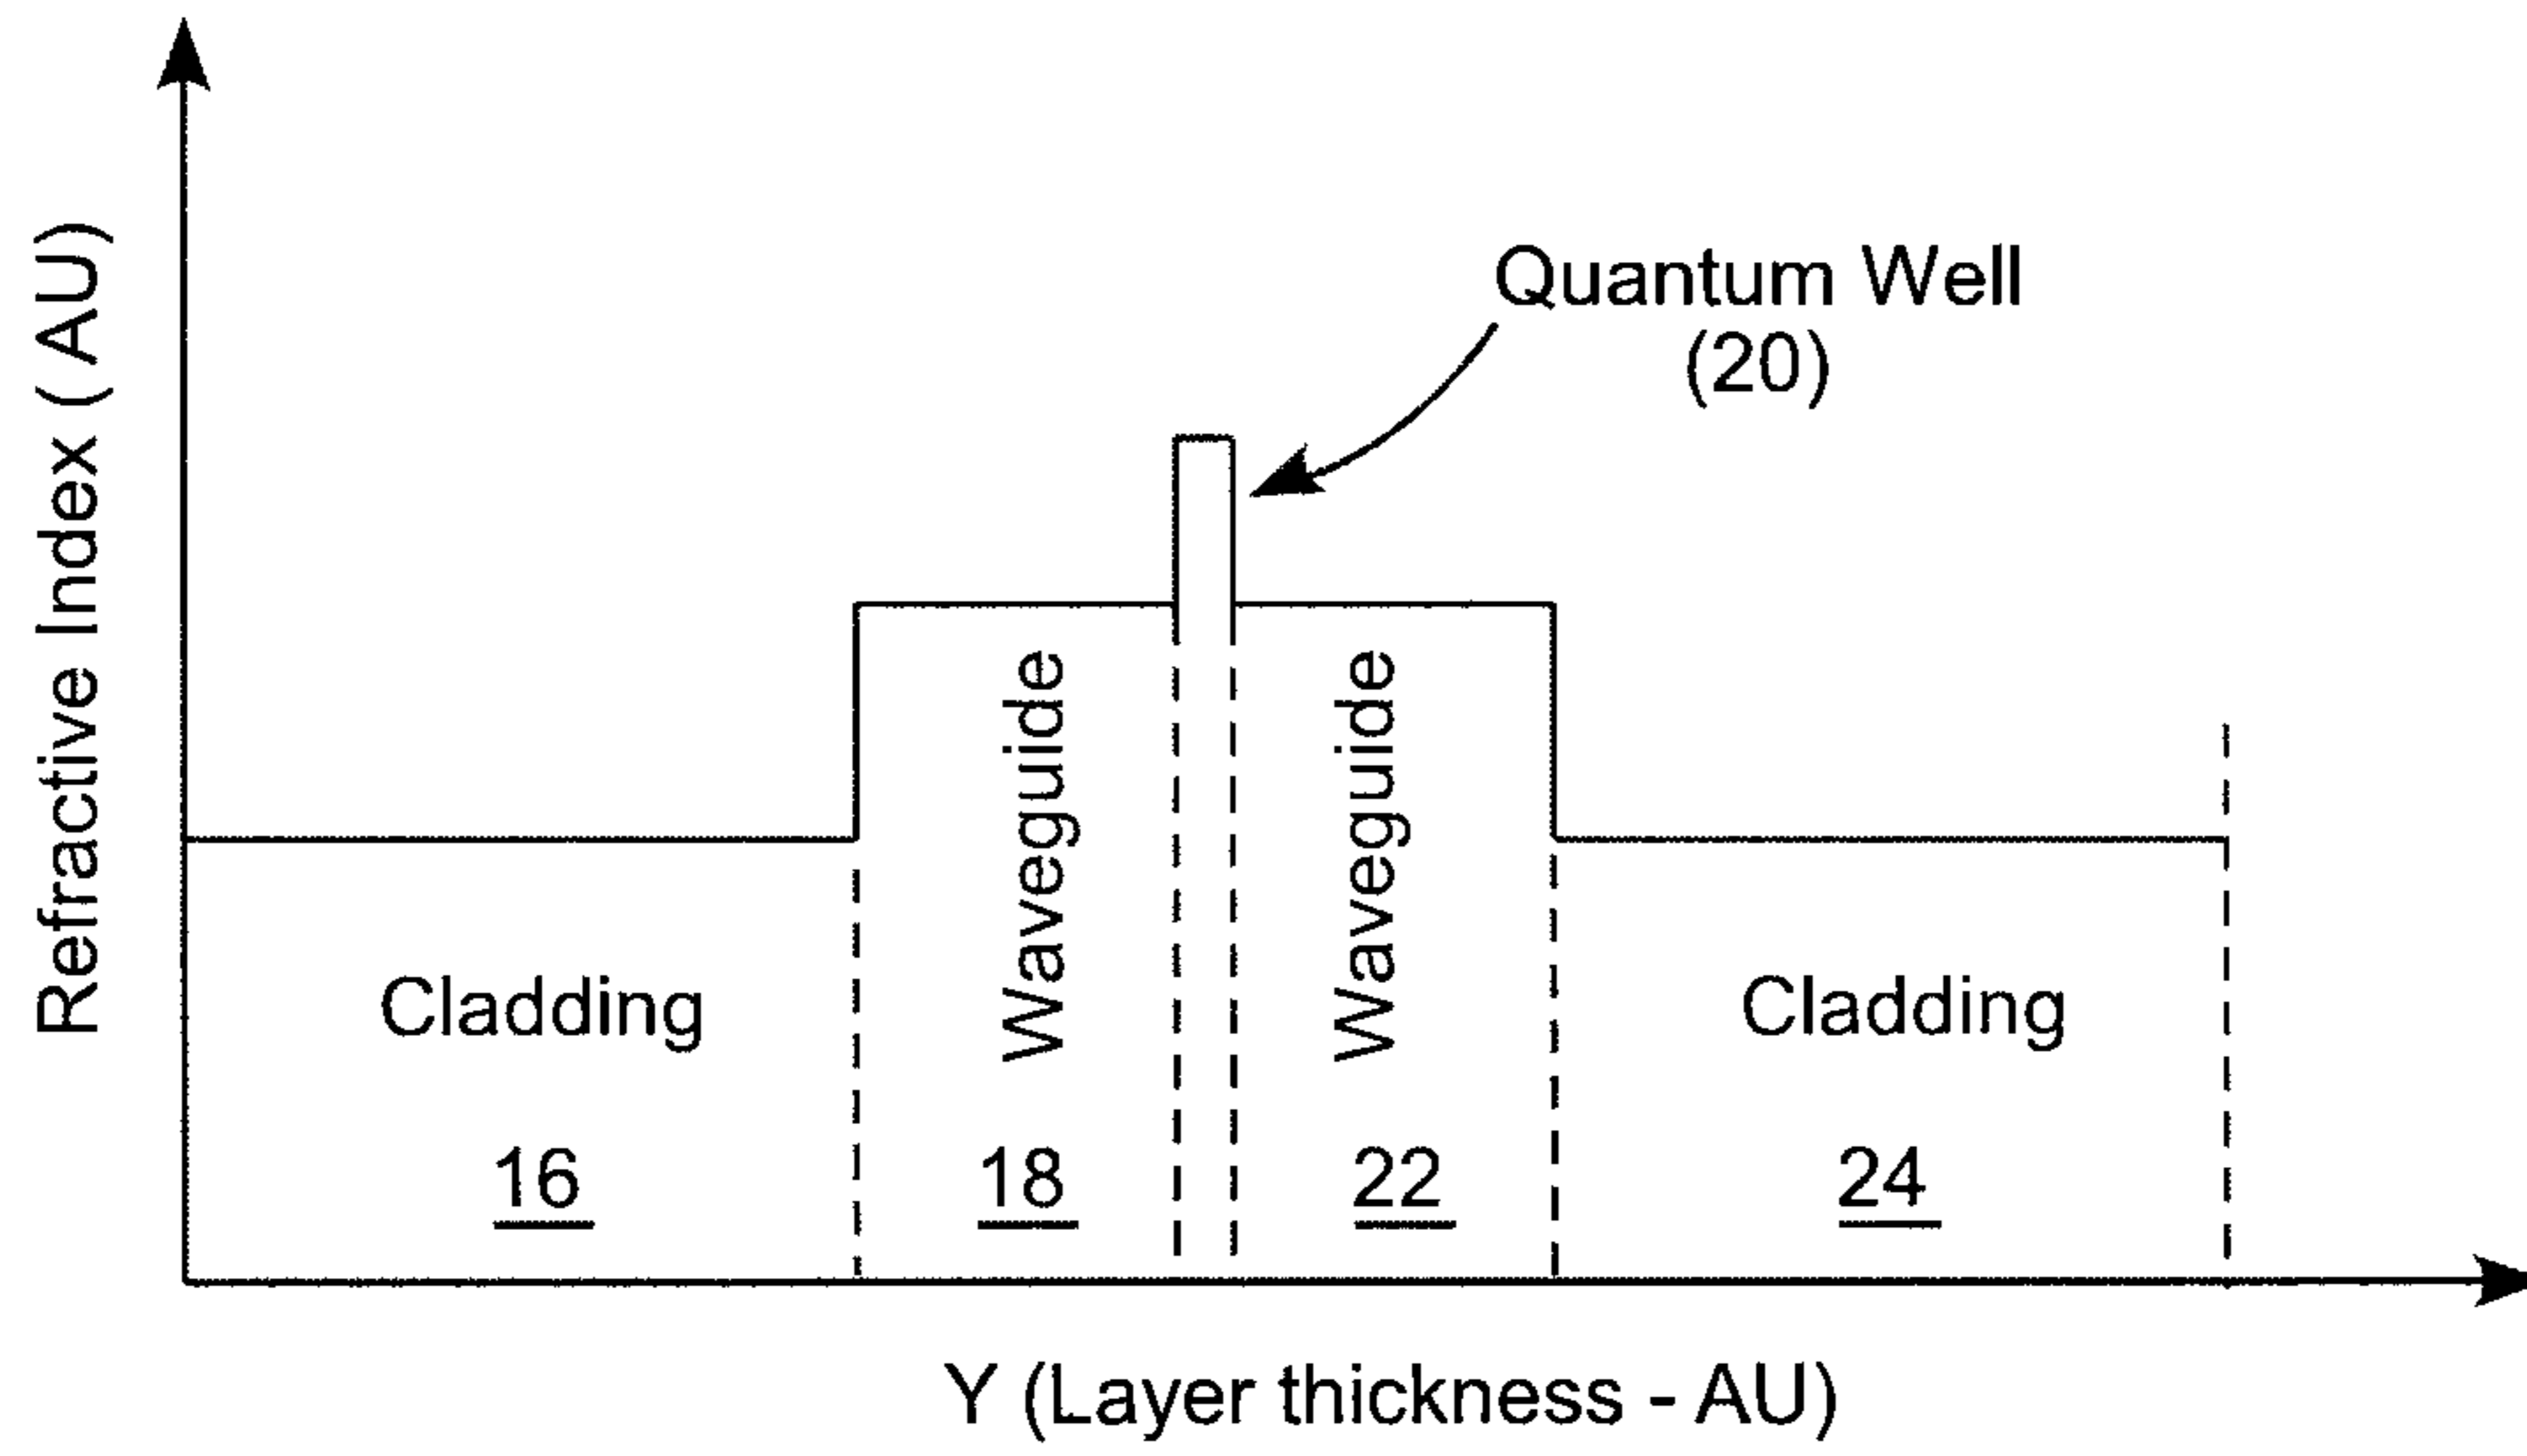 Refractive Index ( AU)
Quantum Well
(20)
Waveguide
Waveguide
Cladding
Cladding
16
18
22
24
Y (Layer thickness - AU)